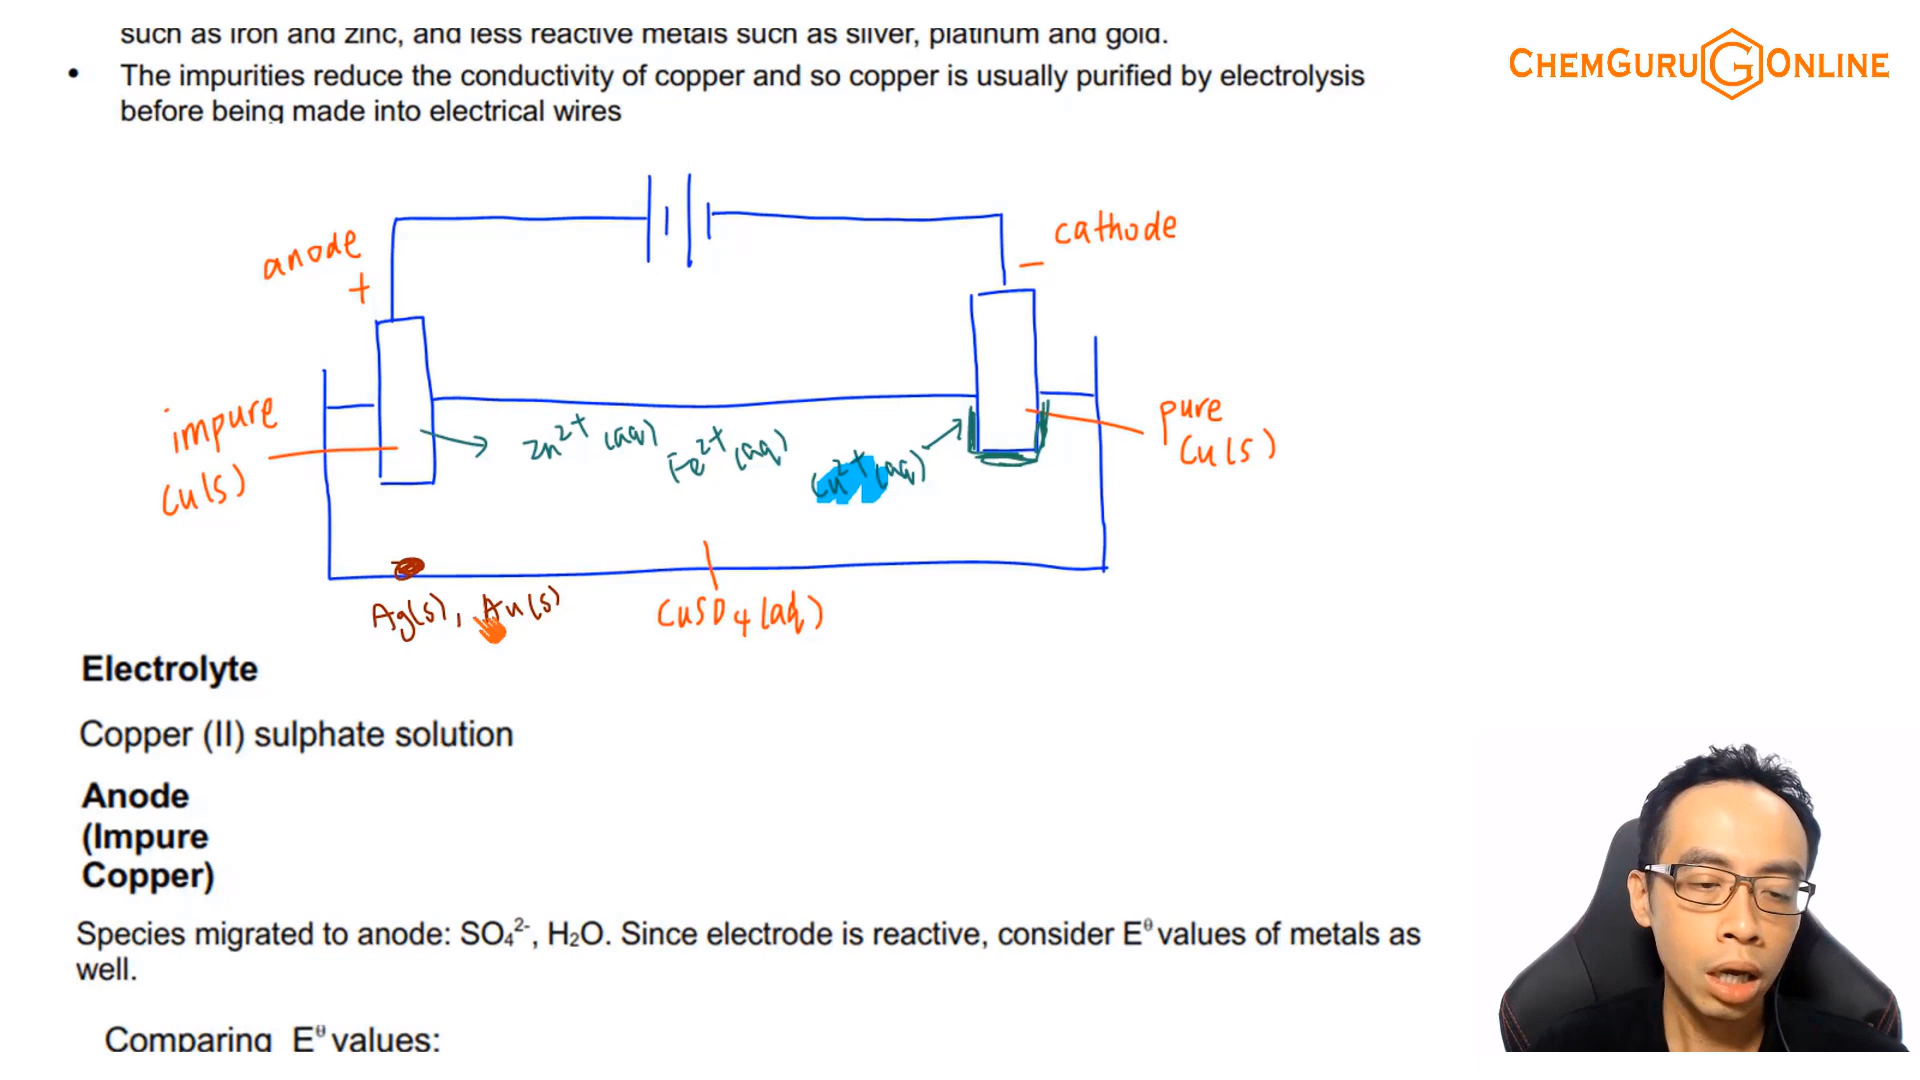 such as iron and zinc, and less reactive metals such as silver, platinum and gold.
CHEMGURU G ONLINE
• The impurities reduce the conductivity of copper and so copper is usually purified by electrolysis
before being made into electrical wires
anode
+
cathode
−
impure
Cu(s)
Zn²⁺(aq) Fe²⁺(aq) Cu²⁺(aq)
pure
Cu(s)
Ag(s), Au(s)
CuSO₄(aq)
Electrolyte
Copper (II) sulphate solution
Anode
(Impure
Copper)
Species migrated to anode: SO₄²⁻, H₂O. Since electrode is reactive, consider E^θ values of metals as
well.
Comparing E^θ values: